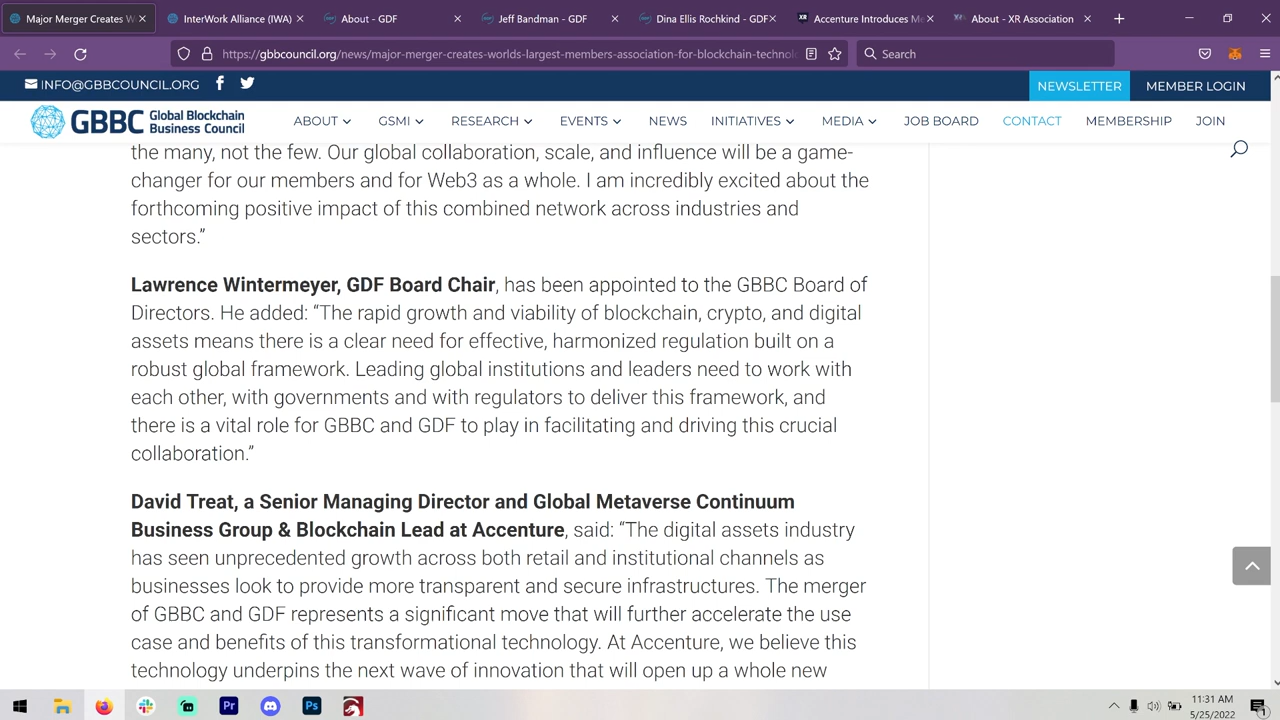 Major Merger Creates W
InterWork Alliance (IWA)
About - GDF
Jeff Bandman - GDF
Dina Ellis Rochkind - GDF
Accenture Introduces Me
About - XR Association
https://gbbcouncil.org/news/major-merger-creates-worlds-largest-members-association-for-blockchain-technolo
Search
INFO@GBBCOUNCIL.ORG
NEWSLETTER
MEMBER LOGIN
GBBC Global Blockchain
Business Council
ABOUT
GSMI
RESEARCH
EVENTS
NEWS
INITIATIVES
MEDIA
JOB BOARD
CONTACT
MEMBERSHIP
JOIN
the many, not the few. Our global collaboration, scale, and influence will be a game-
changer for our members and for Web3 as a whole. I am incredibly excited about the
forthcoming positive impact of this combined network across industries and
sectors.”
Lawrence Wintermeyer, GDF Board Chair, has been appointed to the GBBC Board of
Directors. He added: “The rapid growth and viability of blockchain, crypto, and digital
assets means there is a clear need for effective, harmonized regulation built on a
robust global framework. Leading global institutions and leaders need to work with
each other, with governments and with regulators to deliver this framework, and
there is a vital role for GBBC and GDF to play in facilitating and driving this crucial
collaboration.”
David Treat, a Senior Managing Director and Global Metaverse Continuum
Business Group & Blockchain Lead at Accenture, said: “The digital assets industry
has seen unprecedented growth across both retail and institutional channels as
businesses look to provide more transparent and secure infrastructures. The merger
of GBBC and GDF represents a significant move that will further accelerate the use
case and benefits of this transformational technology. At Accenture, we believe this
technology underpins the next wave of innovation that will open up a whole new
Pr
Ps
11:31 AM
5/25/2022
1